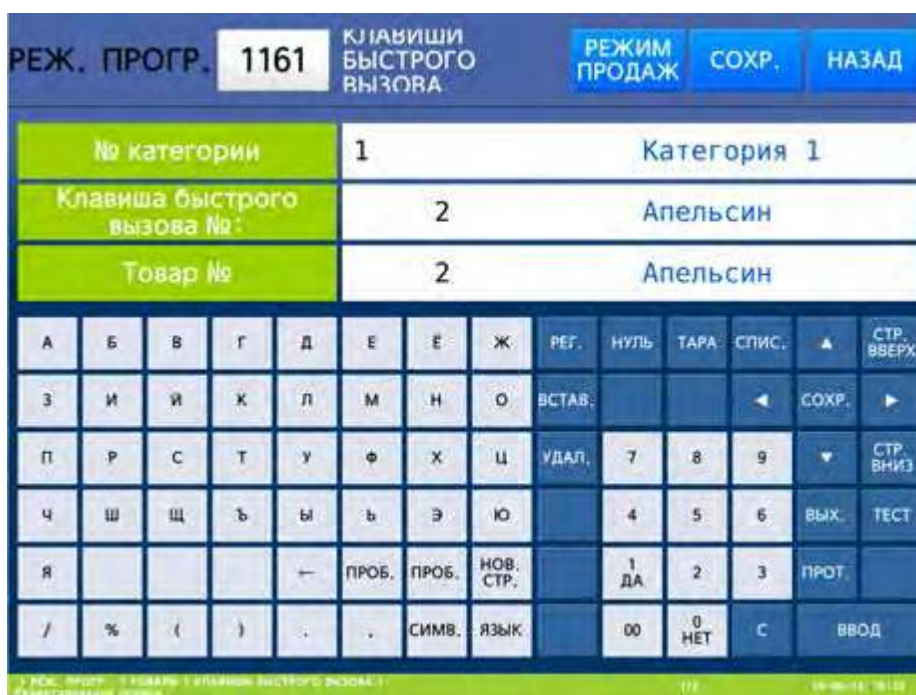 РЕЖ. ПРОГР. 1161 КЛАВИШИ БЫСТРОГО ВЫЗОВА РЕЖИМ ПРОДАЖ СОХР. НАЗАД
№ категории 1 Категория 1
Клавиша быстрого вызова №: 2 Апельсин
Товар № 2 Апельсин
А Б В Г Д Е Ё Ж РЕГ. НУЛЬ ТАРА СПИС. ▲ СТР. ВВЕРХ
З И Й К Л М Н О ВСТАВ. ◀ СОХР. ▶
П Р С Т У Ф Х Ц УДАЛ. 7 8 9 ▼ СТР. ВНИЗ
Ч Ш Щ Ъ Ы Ь Э Ю 4 5 6 ВЫХ. ТЕСТ
Я ← ПРОБ. ПРОБ. НОВ. СТР. 1 ДА 2 3 ПРОТ.
/ % ( ) . . СИМВ. ЯЗЫК 00 0 НЕТ С ВВОД